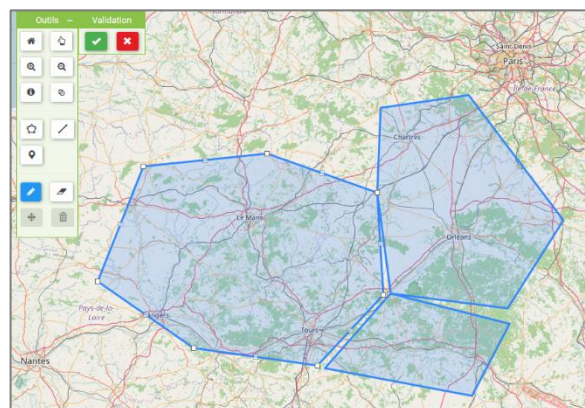 Outils –
Validation
Saint-Denis
Paris
Île-de-France
Chartres
Le Mans
Orléans
Pays-de-la-
Loire
Angers
Tours
Nantes